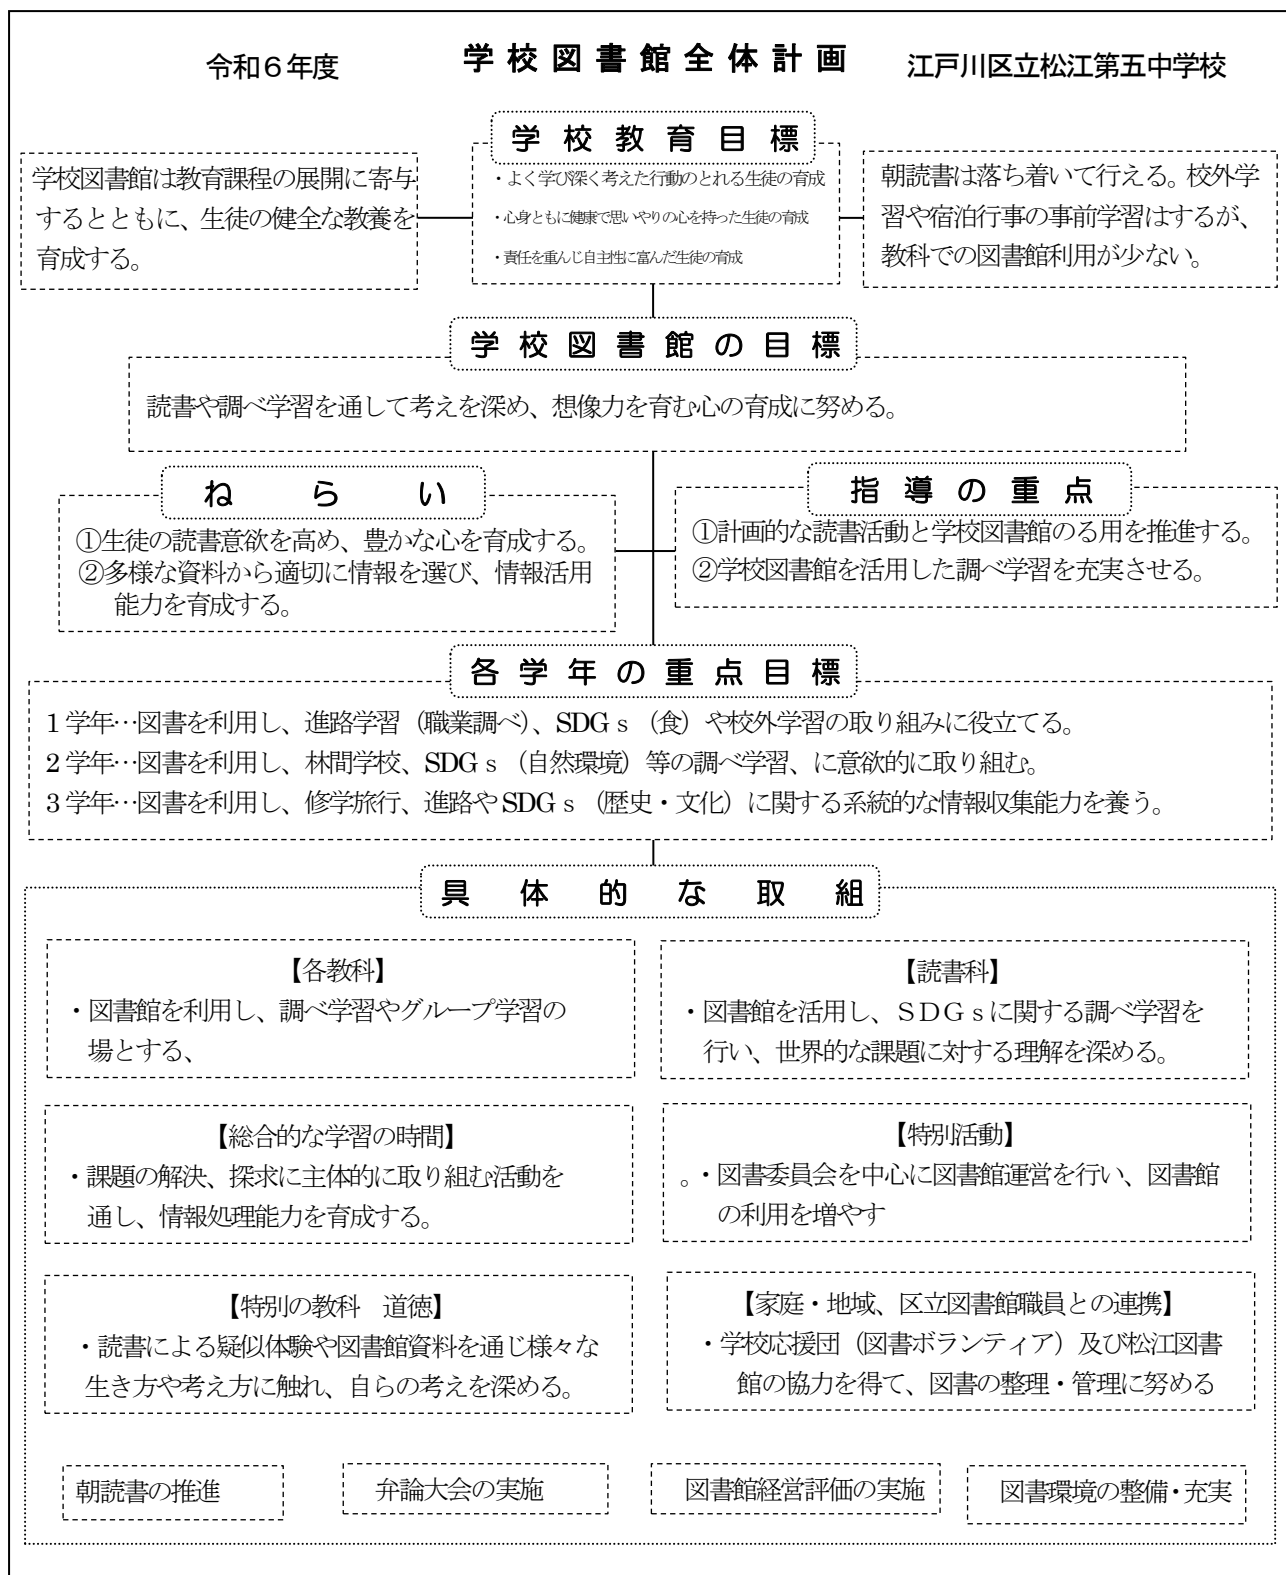 令和６年度　学校図書館全体計画　江戸川区立松江第五中学校
学校教育目標
学校図書館は教育課程の展開に寄与
するとともに、生徒の健全な教養を
育成する。
・よく学び深く考えた行動のとれる生徒の育成
・心身ともに健康で思いやりの心を持った生徒の育成
・責任を重んじ自主性に富んだ生徒の育成
朝読書は落ち着いて行える。校外学
習や宿泊行事の事前学習はするが、
教科での図書館利用が少ない。
学校図書館の目標
読書や調べ学習を通して考えを深め、想像力を育む心の育成に努める。
ねらい
①生徒の読書意欲を高め、豊かな心を育成する。
②多様な資料から適切に情報を選び、情報活用
能力を育成する。
指導の重点
①計画的な読書活動と学校図書館のる用を推進する。
②学校図書館を活用した調べ学習を充実させる。
各学年の重点目標
1学年…図書を利用し、進路学習（職業調べ）、SDGｓ（食）や校外学習の取り組みに役立てる。
2学年…図書を利用し、林間学校、SDGｓ（自然環境）等の調べ学習、に意欲的に取り組む。
3学年…図書を利用し、修学旅行、進路やSDGｓ（歴史・文化）に関する系統的な情報収集能力を養う。
具体的な取組
【各教科】
・図書館を利用し、調べ学習やグループ学習の
場とする、
【読書科】
・図書館を活用し、ＳＤＧｓに関する調べ学習を
行い、世界的な課題に対する理解を深める。
【総合的な学習の時間】
・課題の解決、探求に主体的に取り組む活動を
通し、情報処理能力を育成する。
【特別活動】
。・図書委員会を中心に図書館運営を行い、図書館
の利用を増やす
【特別の教科　道徳】
・読書による疑似体験や図書館資料を通じ様々な
生き方や考え方に触れ、自らの考えを深める。
【家庭・地域、区立図書館職員との連携】
・学校応援団（図書ボランティア）及び松江図書
館の協力を得て、図書の整理・管理に努める
朝読書の推進
弁論大会の実施
図書館経営評価の実施
図書環境の整備・充実